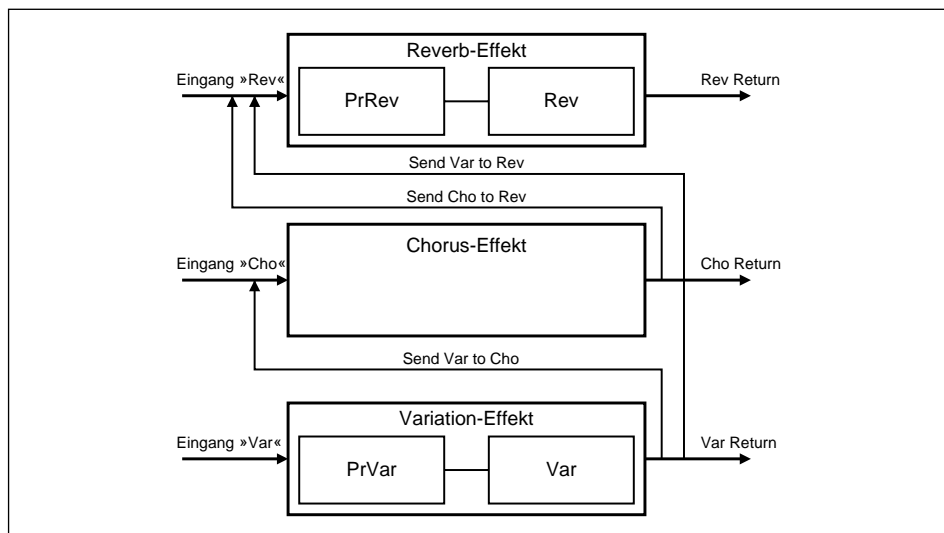 Reverb-Effekt
Eingang »Rev«
PrRev
Rev
Rev Return
Send Var to Rev
Send Cho to Rev
Chorus-Effekt
Eingang »Cho«
Cho Return
Send Var to Cho
Variation-Effekt
Eingang »Var«
PrVar
Var
Var Return